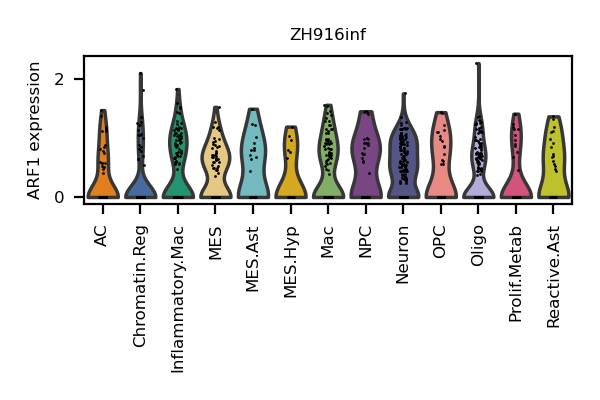 ZH916inf
ARF1 expression
2
0
AC
Chromatin.Reg
Inflammatory.Mac
MES
MES.Ast
MES.Hyp
Mac
NPC
Neuron
OPC
Oligo
Prolif.Metab
Reactive.Ast